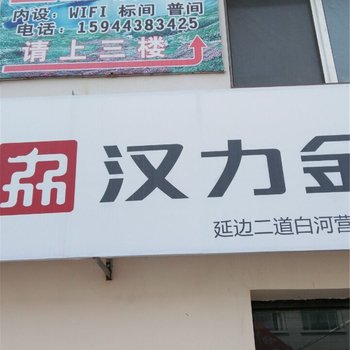 内设：WIFI 标间 普间
电话：15944383425
请上三楼
汉力金
延边二道白河营